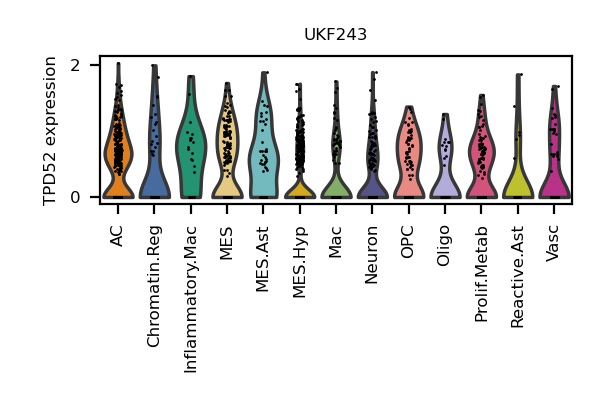 UKF243
TPD52 expression
2
0
AC
Chromatin.Reg
Inflammatory.Mac
MES
MES.Ast
MES.Hyp
Mac
Neuron
OPC
Oligo
Prolif.Metab
Reactive.Ast
Vasc